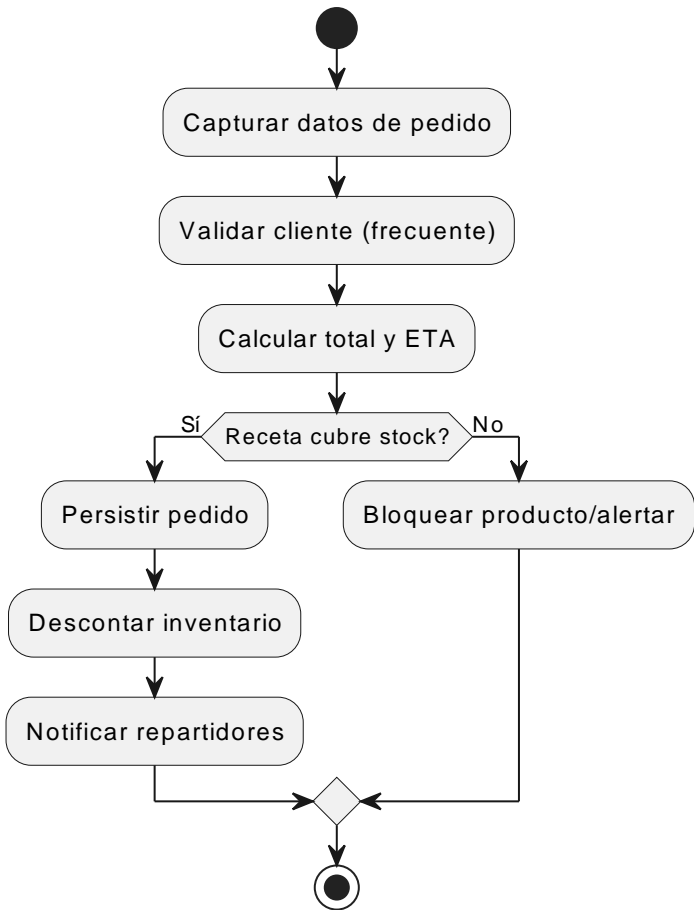 Capturar datos de pedido
Validar cliente (frecuente)
Calcular total y ETA
Sí
Receta cubre stock?
No
Persistir pedido
Bloquear producto/alertar
Descontar inventario
Notificar repartidores